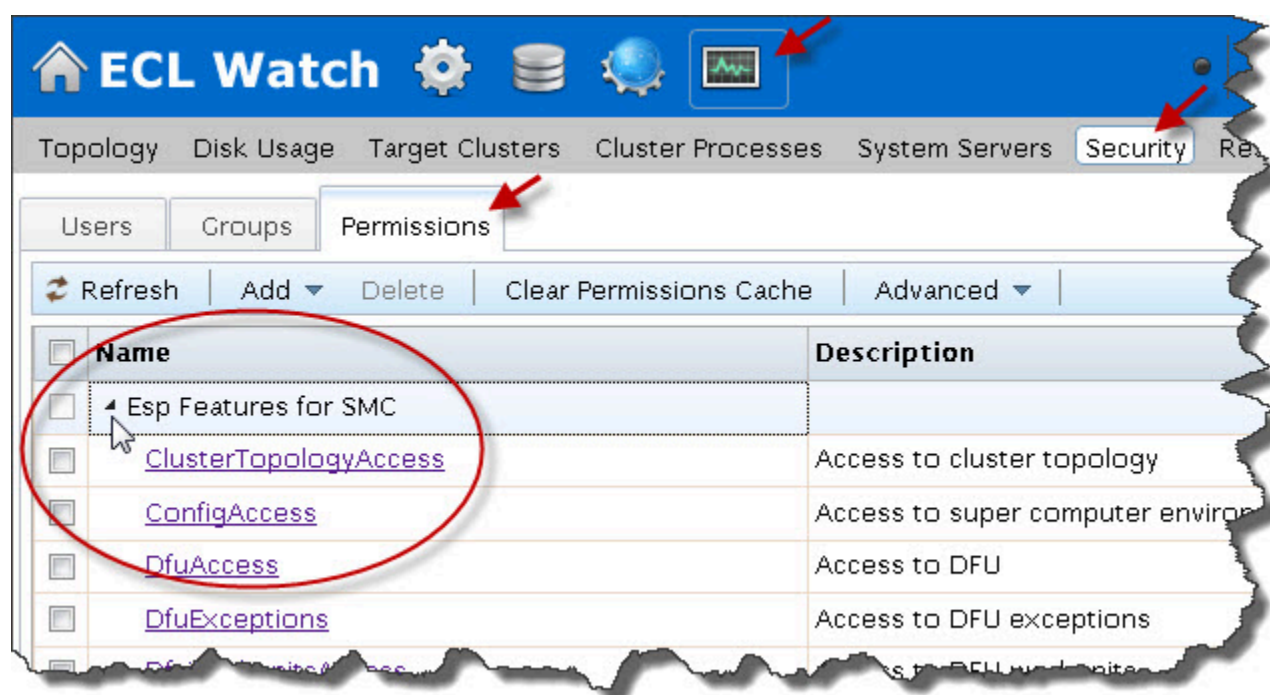 ECL Watch
Topology Disk Usage Target Clusters Cluster Processes System Servers Security
Users Groups Permissions
Refresh Add Delete Clear Permissions Cache Advanced
Name Description
Esp Features for SMC
ClusterTopologyAccess Access to cluster topology
ConfigAccess Access to super computer
DfuAccess Access to DFU
DfuExceptions Access to DFU exceptions